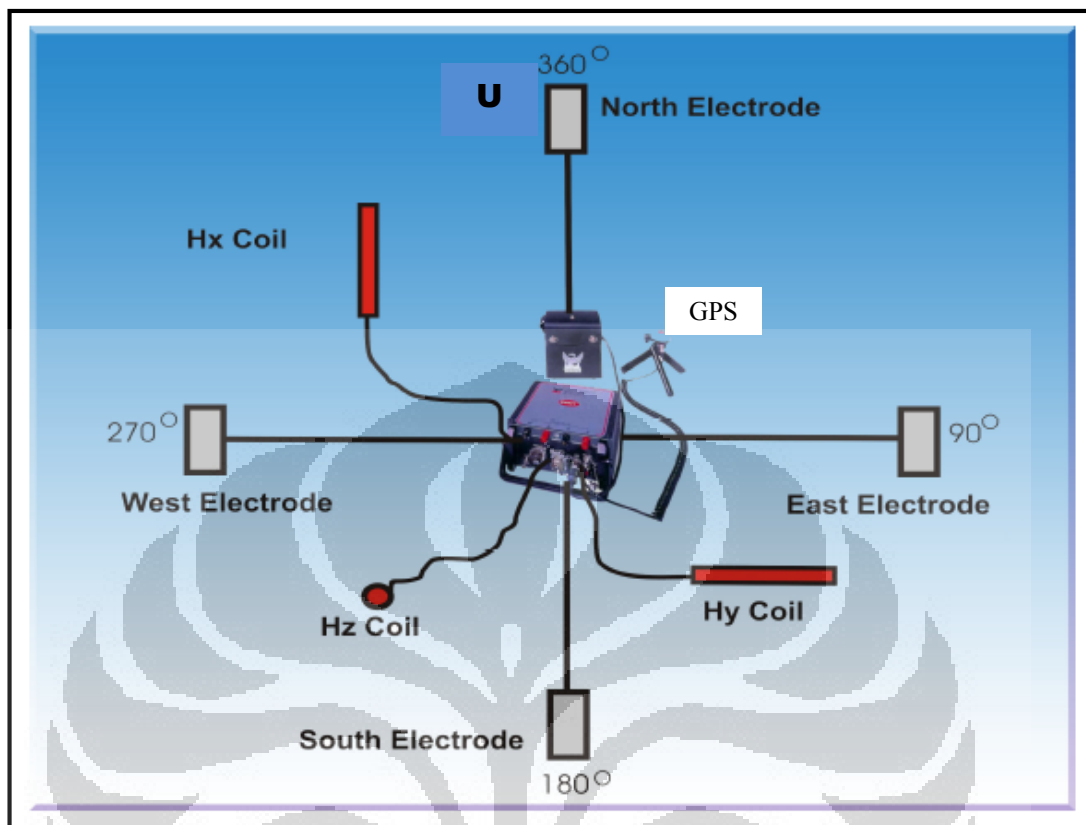 360°
U
North Electrode
Hx Coil
GPS
270°
90°
West Electrode
East Electrode
Hz Coil
Hy Coil
South Electrode
180°